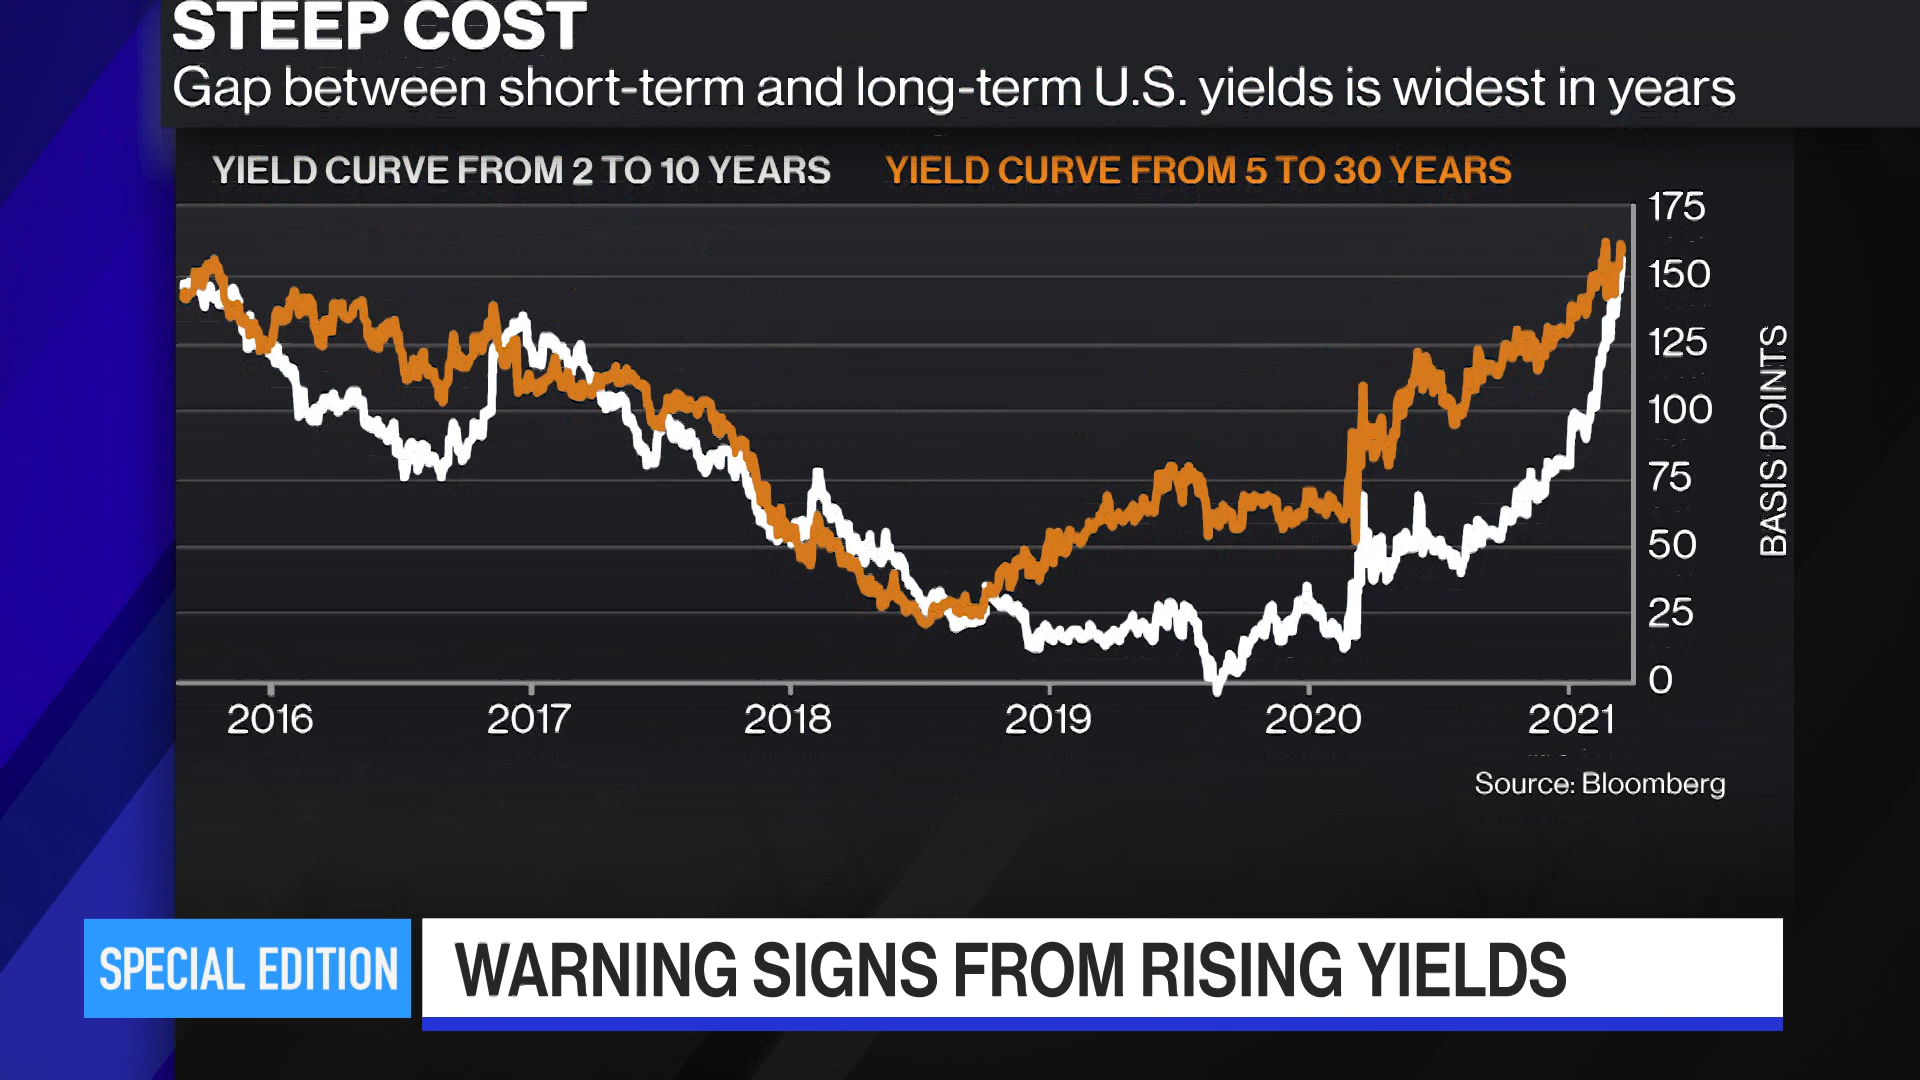 STEEP COST
Gap between short-term and long-term U.S. yields is widest in years
YIELD CURVE FROM 2 TO 10 YEARS YIELD CURVE FROM 5 TO 30 YEARS
175
150
125
100
75
50
25
0
BASIS POINTS
2016 2017 2018 2019 2020 2021
Source: Bloomberg
SPECIAL EDITION
WARNING SIGNS FROM RISING YIELDS